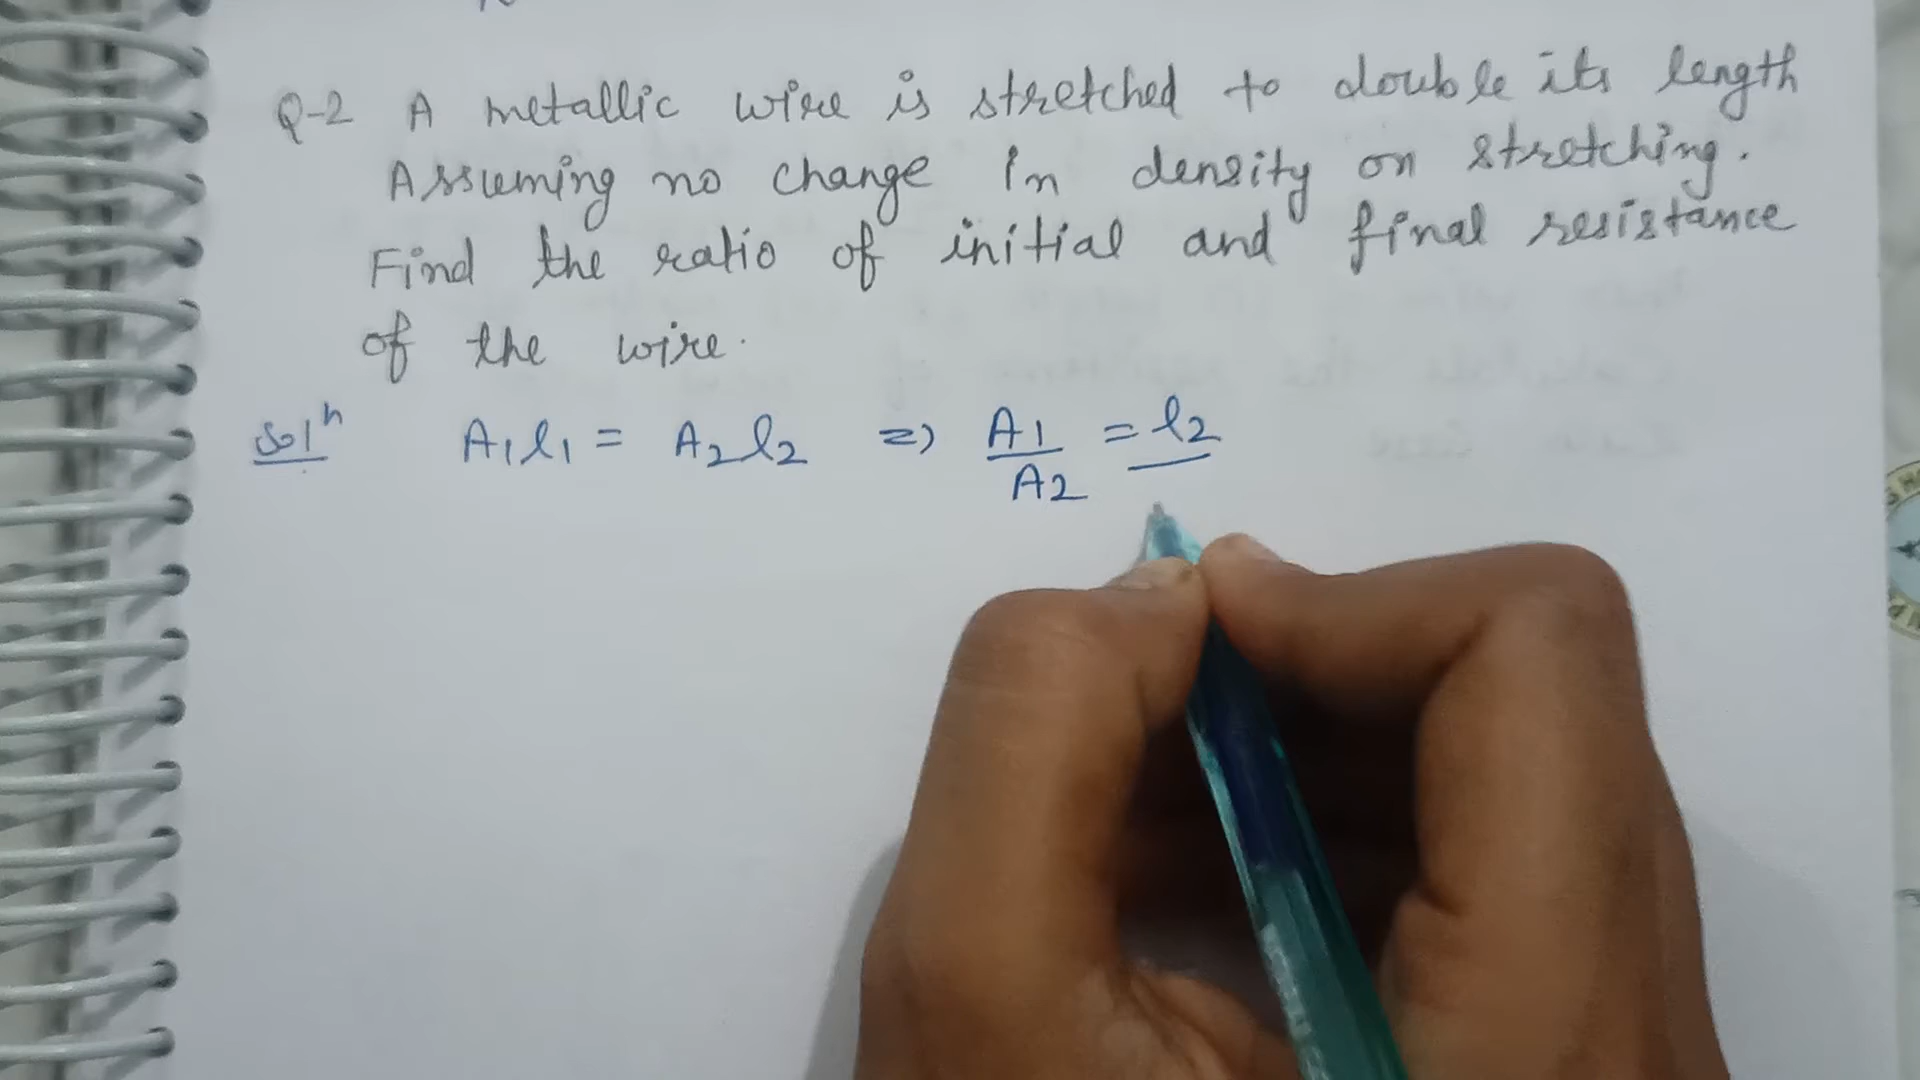 Q-2 A metallic wire is stretched to double its length
Assuming no change in density on stretching.
Find the ratio of initial and final resistance
of the wire.
Solⁿ A₁l₁ = A₂l₂ => A1/A2 = l2/